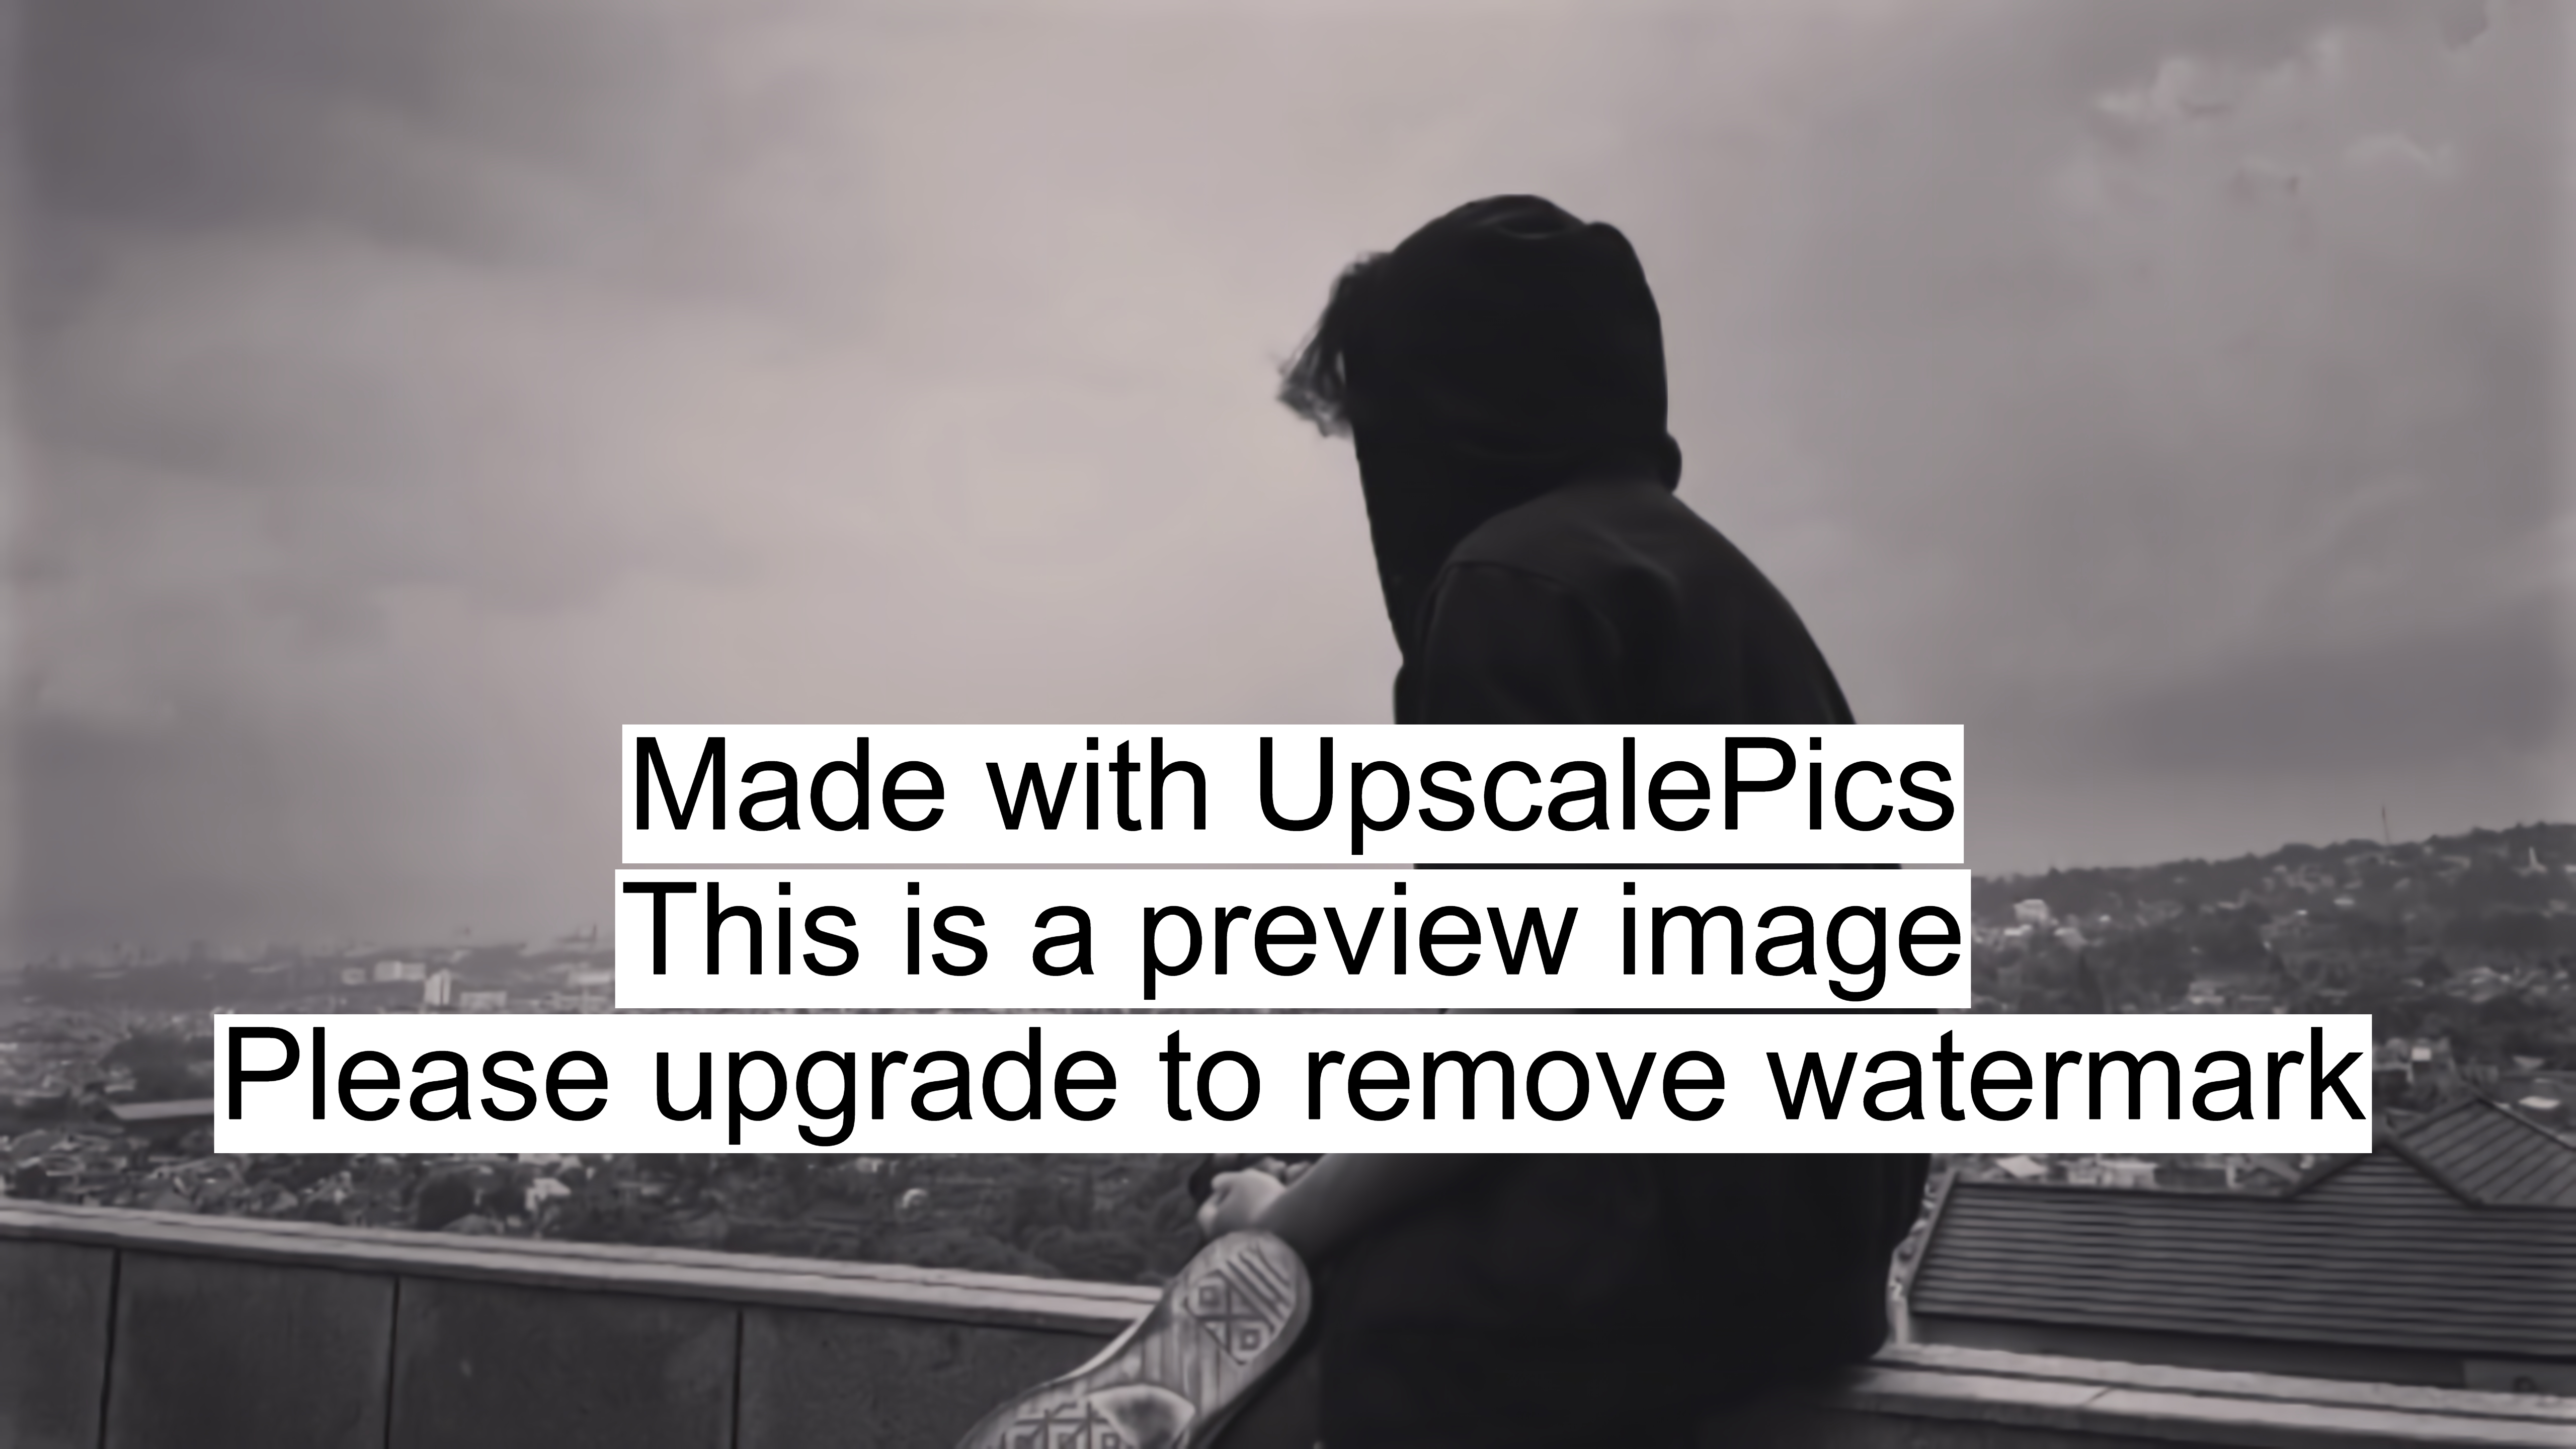 Made with UpscalePics
This is a preview image
Please upgrade to remove watermark